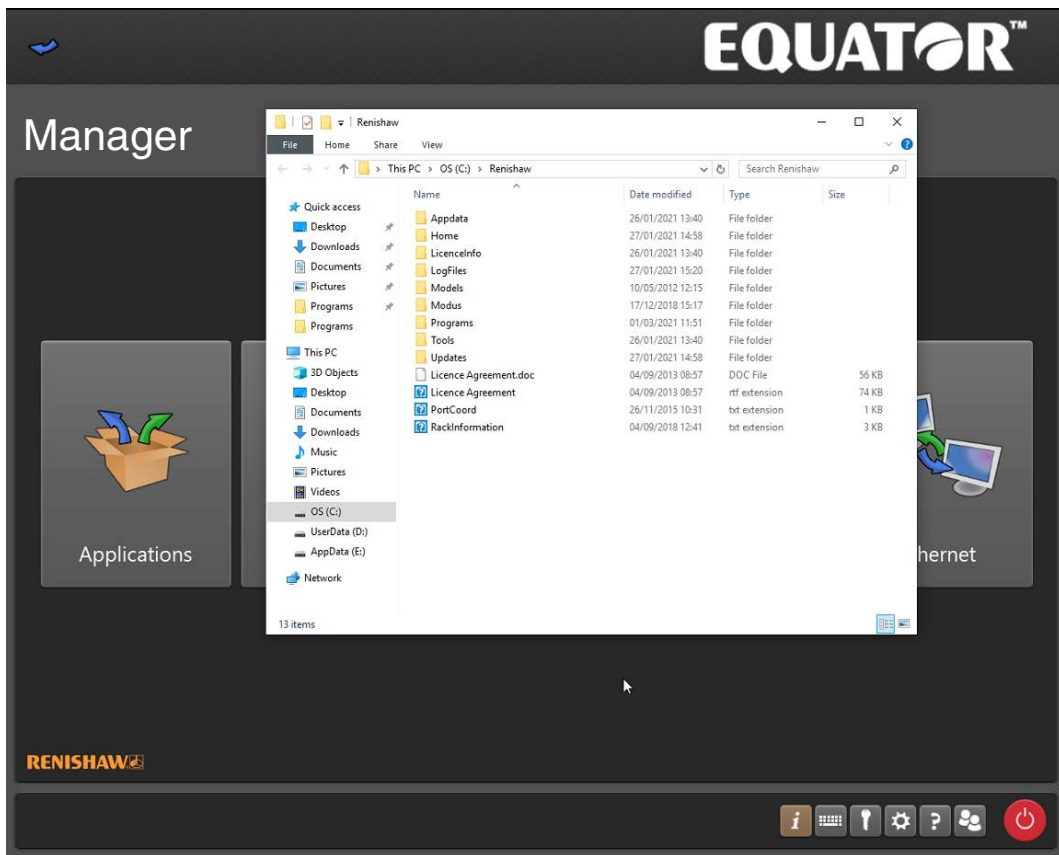 EQUATOR™
Manager
Renishaw
File Home Share View
This PC > OS (C:) > Renishaw
Search Renishaw
Name Date modified Type Size
Quick access
Desktop
Downloads
Documents
Pictures
Programs
Programs
This PC
3D Objects
Desktop
Documents
Downloads
Music
Pictures
Videos
OS (C:)
UserData (D:)
AppData (E:)
Network
Appdata 26/01/2021 13:40 File folder
Home 27/01/2021 14:58 File folder
LicenceInfo 26/01/2021 13:40 File folder
LogFiles 27/01/2021 15:20 File folder
Models 10/05/2012 12:15 File folder
Modus 17/12/2018 15:17 File folder
Programs 01/03/2021 11:51 File folder
Tools 26/01/2021 13:40 File folder
Updates 27/01/2021 14:58 File folder
Licence Agreement.doc 04/09/2013 08:57 DOC File 56 KB
Licence Agreement 04/09/2013 08:57 rtf extension 74 KB
PortCoord 26/11/2015 10:31 txt extension 1 KB
RackInformation 04/09/2018 12:41 txt extension 3 KB
13 items
Applications
hernet
RENISHAW